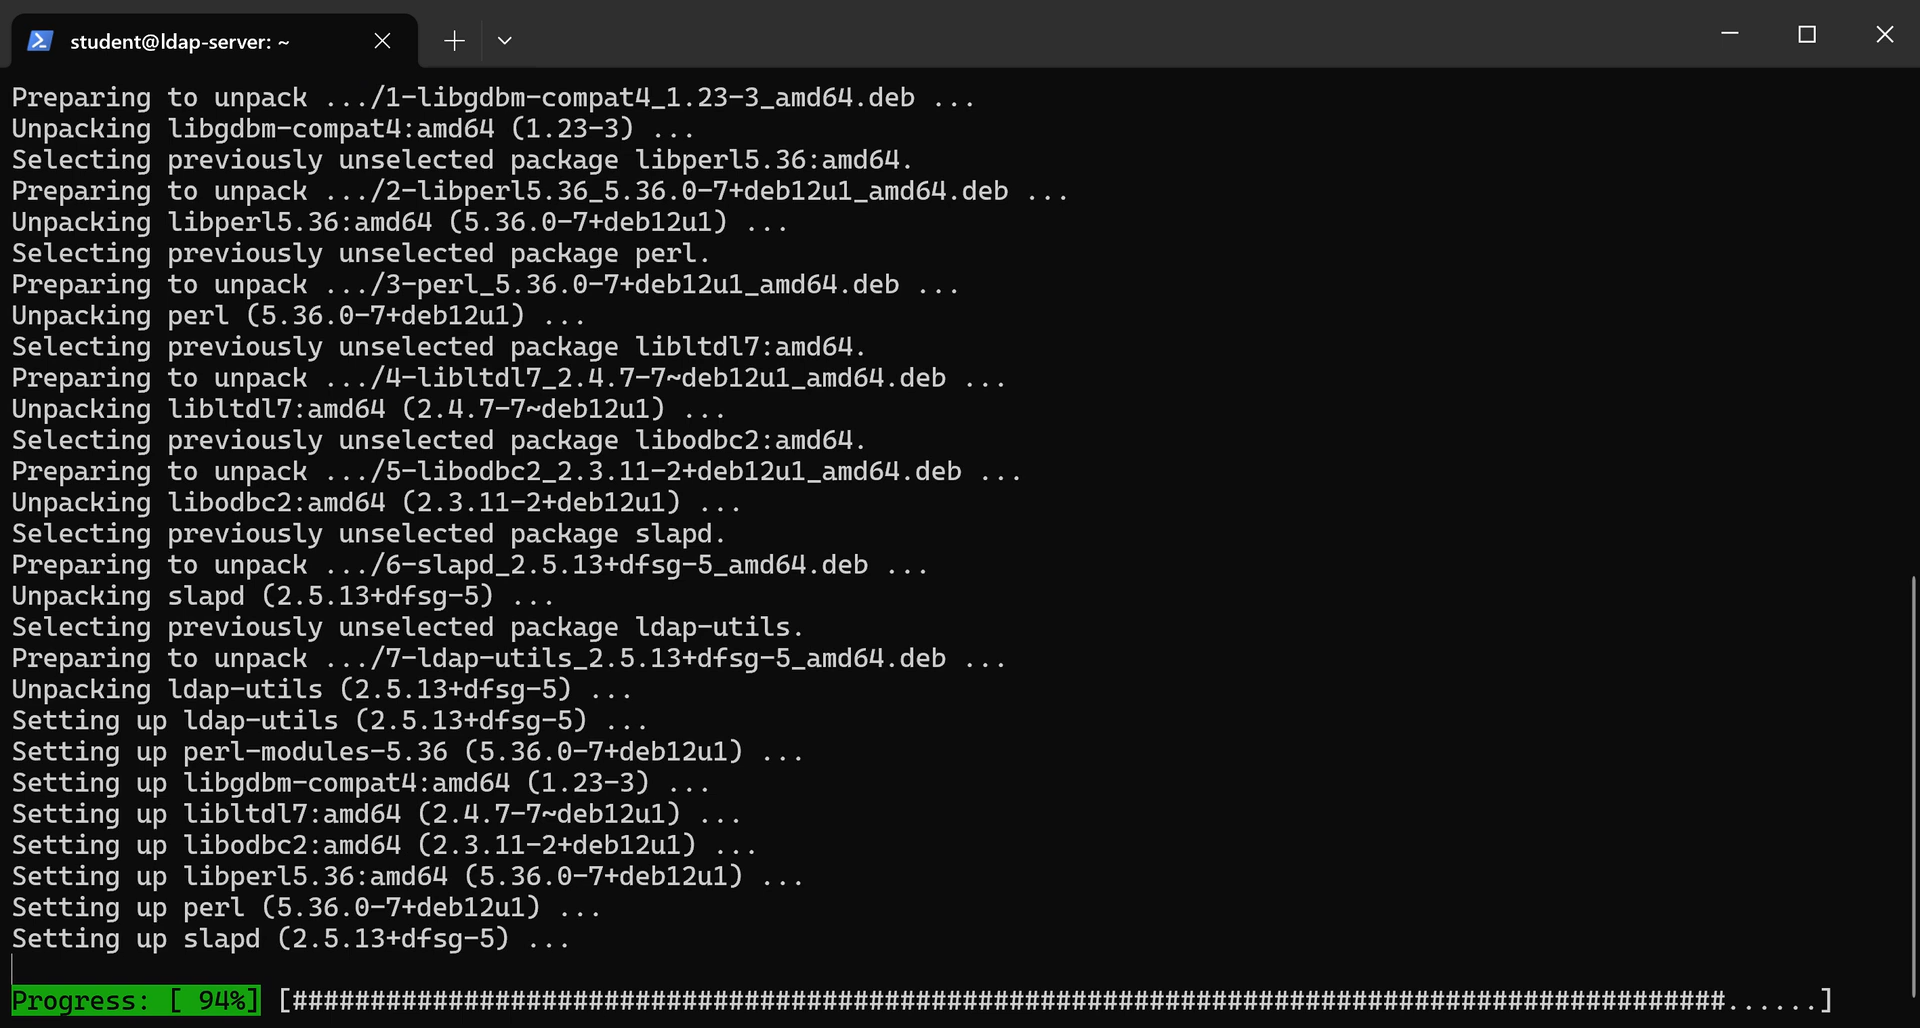 student@ldap-server: ~
Preparing to unpack .../1-libgdbm-compat4_1.23-3_amd64.deb ...
Unpacking libgdbm-compat4:amd64 (1.23-3) ...
Selecting previously unselected package libperl5.36:amd64.
Preparing to unpack .../2-libperl5.36_5.36.0-7+deb12u1_amd64.deb ...
Unpacking libperl5.36:amd64 (5.36.0-7+deb12u1) ...
Selecting previously unselected package perl.
Preparing to unpack .../3-perl_5.36.0-7+deb12u1_amd64.deb ...
Unpacking perl (5.36.0-7+deb12u1) ...
Selecting previously unselected package libltdl7:amd64.
Preparing to unpack .../4-libltdl7_2.4.7-7~deb12u1_amd64.deb ...
Unpacking libltdl7:amd64 (2.4.7-7~deb12u1) ...
Selecting previously unselected package libodbc2:amd64.
Preparing to unpack .../5-libodbc2_2.3.11-2+deb12u1_amd64.deb ...
Unpacking libodbc2:amd64 (2.3.11-2+deb12u1) ...
Selecting previously unselected package slapd.
Preparing to unpack .../6-slapd_2.5.13+dfsg-5_amd64.deb ...
Unpacking slapd (2.5.13+dfsg-5) ...
Selecting previously unselected package ldap-utils.
Preparing to unpack .../7-ldap-utils_2.5.13+dfsg-5_amd64.deb ...
Unpacking ldap-utils (2.5.13+dfsg-5) ...
Setting up ldap-utils (2.5.13+dfsg-5) ...
Setting up perl-modules-5.36 (5.36.0-7+deb12u1) ...
Setting up libgdbm-compat4:amd64 (1.23-3) ...
Setting up libltdl7:amd64 (2.4.7-7~deb12u1) ...
Setting up libodbc2:amd64 (2.3.11-2+deb12u1) ...
Setting up libperl5.36:amd64 (5.36.0-7+deb12u1) ...
Setting up perl (5.36.0-7+deb12u1) ...
Setting up slapd (2.5.13+dfsg-5) ...
Progress: [ 94%] [############################################################################################......]